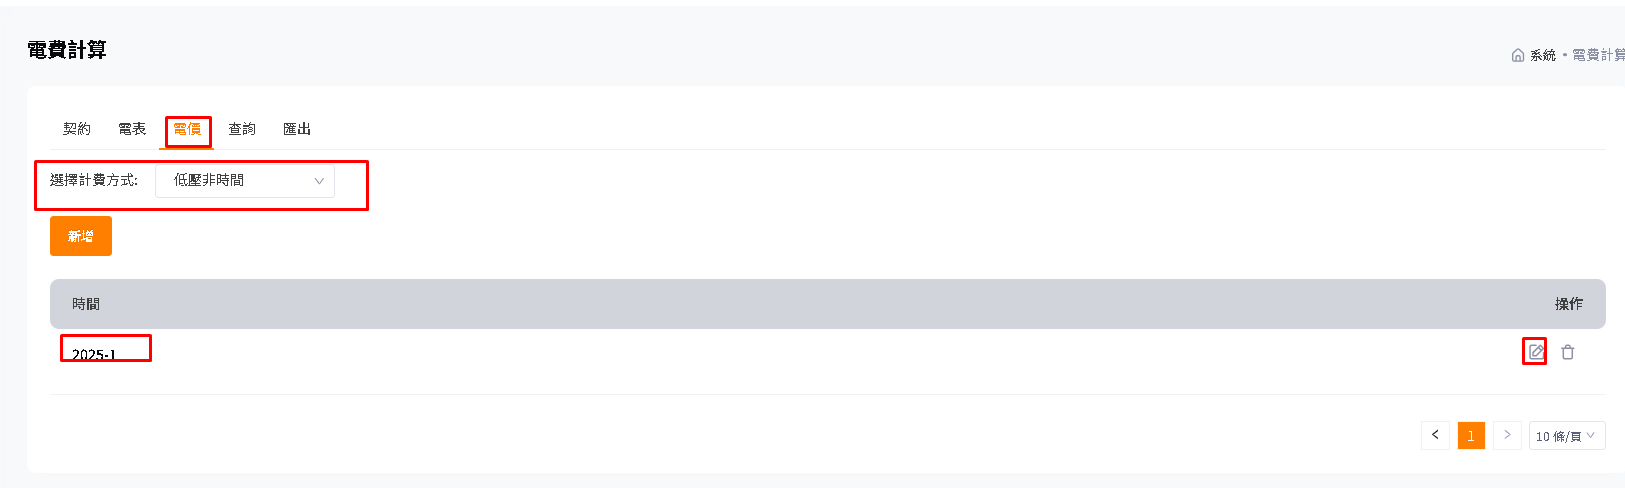 電費計算
系統 • 電費計算
契約 電表 電價 查詢 匯出
選擇計費方式: 低壓非時間
新增
時間 操作
2025-1
< 1 > 10 條/頁